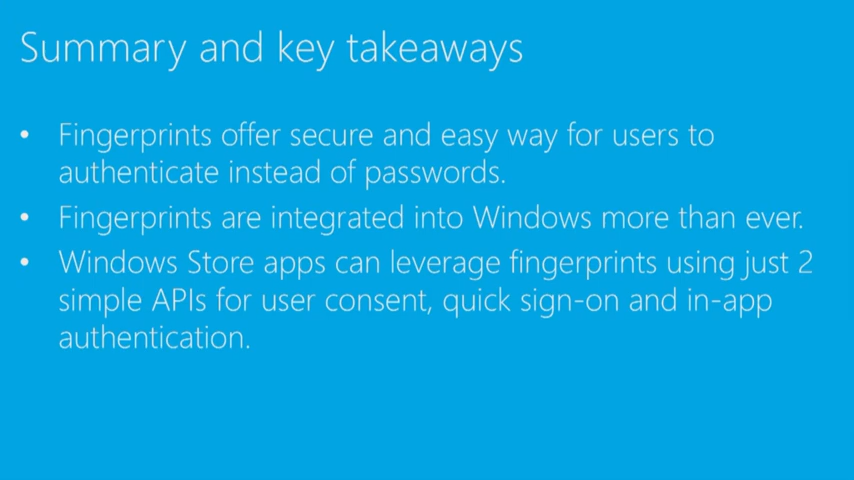 Summary and key takeaways
• Fingerprints offer secure and easy way for users to
authenticate instead of passwords.
• Fingerprints are integrated into Windows more than ever.
• Windows Store apps can leverage fingerprints using just 2
simple APIs for user consent, quick sign-on and in-app
authentication.